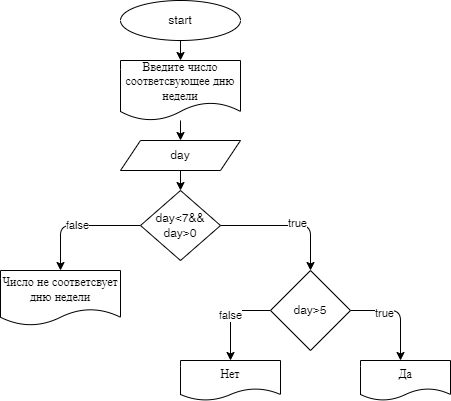 start
Введите число
соответсвующее дню
недели
day
day<7&&
day>0
false
true
Число не соответсвует
дню недели
day>5
false
true
Нет
Да